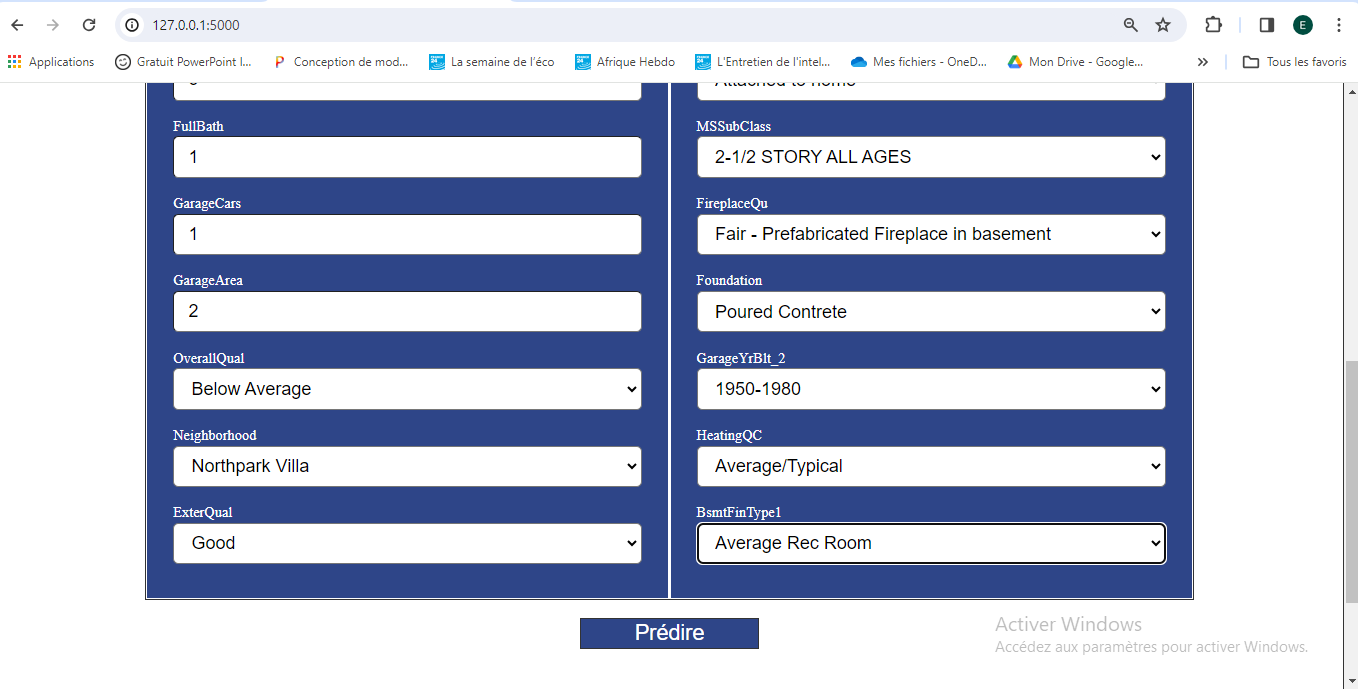 127.0.0.1:5000
E
Applications
Gratuit PowerPoint I...
Conception de mod...
La semaine de l'éco
Afrique Hebdo
L'Entretien de l'intel...
Mes fichiers - OneD...
Mon Drive - Google...
»
Tous les favoris
Attached to home
FullBath
1
MSSubClass
2-1/2 STORY ALL AGES
GarageCars
1
FireplaceQu
Fair - Prefabricated Fireplace in basement
GarageArea
2
Foundation
Poured Contrete
OverallQual
Below Average
GarageYrBlt_2
1950-1980
Neighborhood
Northpark Villa
HeatingQC
Average/Typical
ExterQual
Good
BsmtFinType1
Average Rec Room
Prédire
Activer Windows
Accédez aux paramètres pour activer Windows.